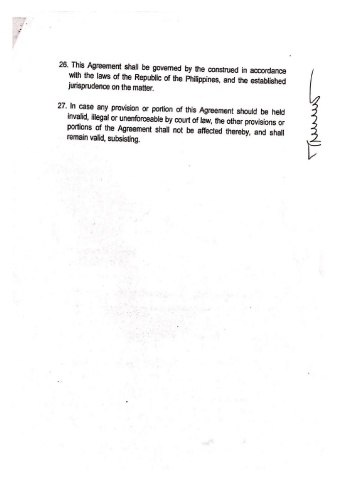 26. This Agreement shall be governed by the construed in accordance
with the laws of the Republic of the Philippines, and the established
jurisprudence on the matter.
27. In case any provision or portion of this Agreement should be held
invalid, illegal or unenforceable by court of law, the other provisions or
portions of the Agreement shall not be affected thereby, and shall
remain valid, subsisting.